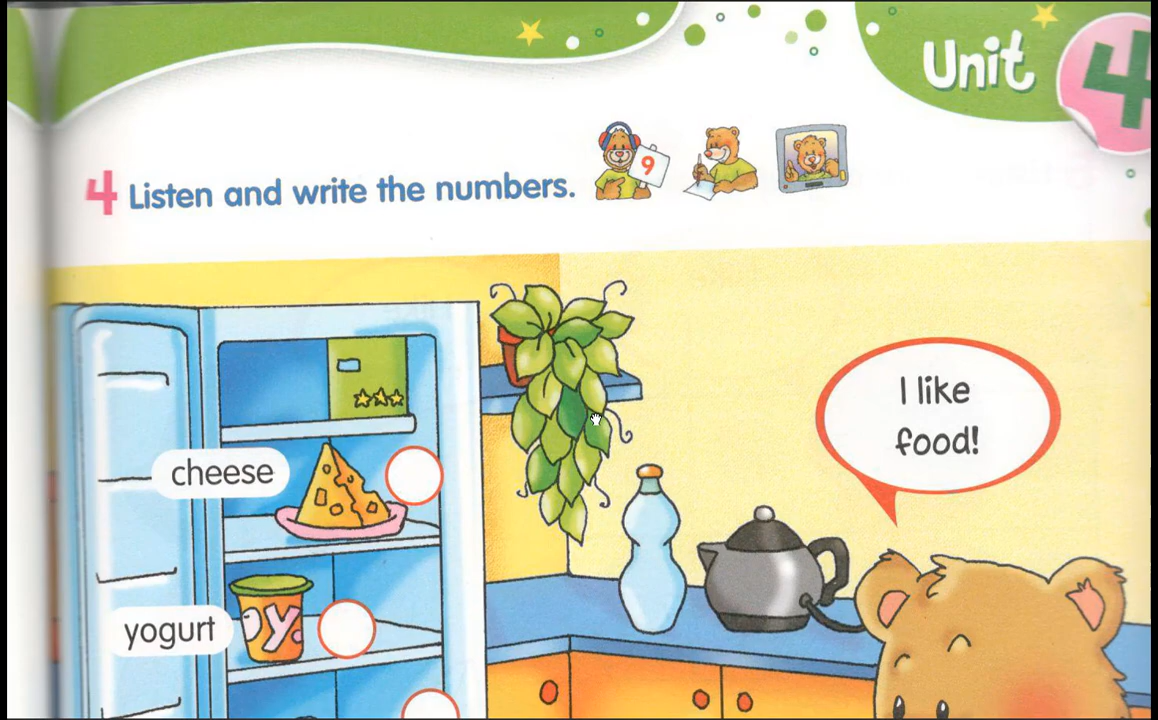 Unit 4
4 Listen and write the numbers.
9
I like
food!
cheese
yogurt
y